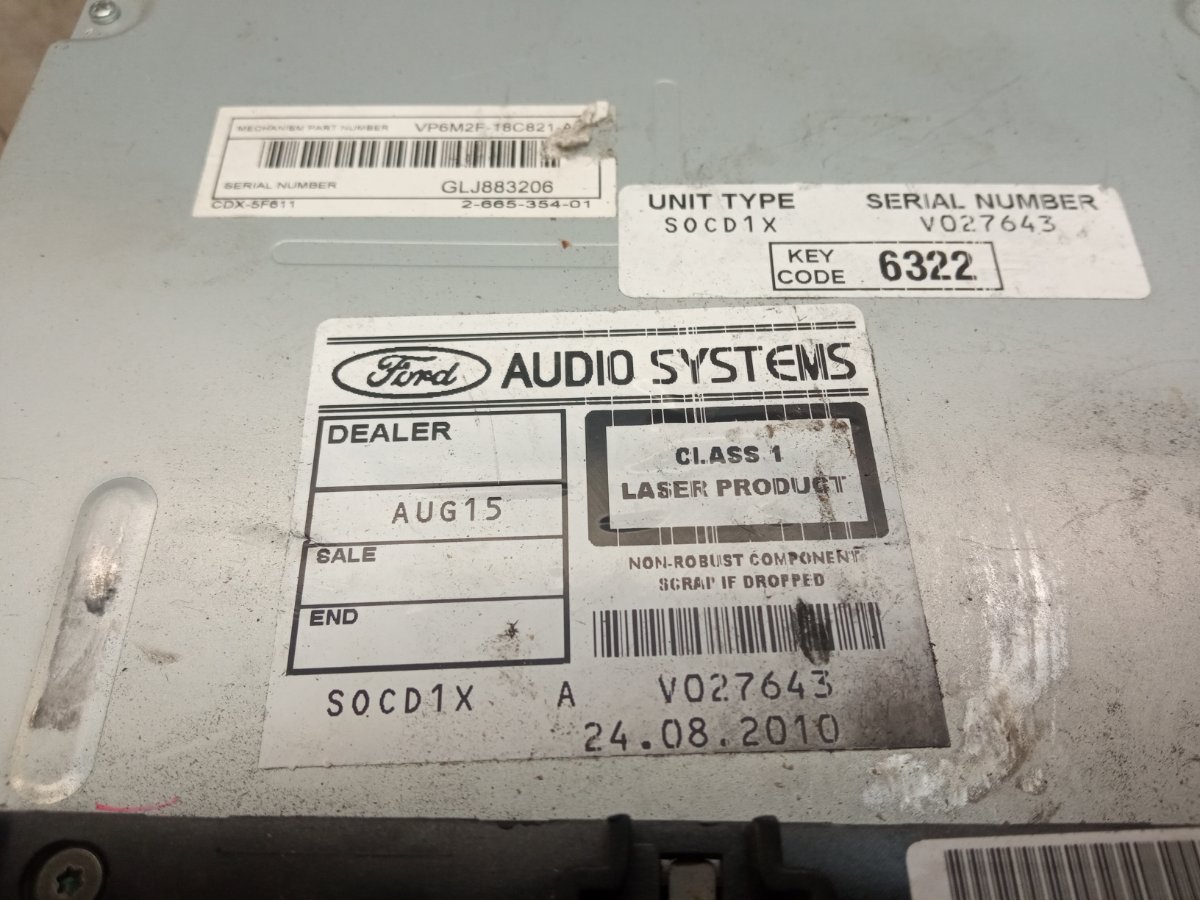 MECHANISM PART NUMBER VP6M2F-18C821-A
SERIAL NUMBER GLJ883206
CDX-5F611 2-665-354-01
UNIT TYPE SERIAL NUMBER
S0CD1X V027643
KEY CODE 6322
Ford AUDIO SYSTEMS
DEALER
AUG15
SALE
END
CLASS 1
LASER PRODUCT
NON-ROBUST COMPONENT
SCRAP IF DROPPED
S0CD1X A V027643
24.08.2010